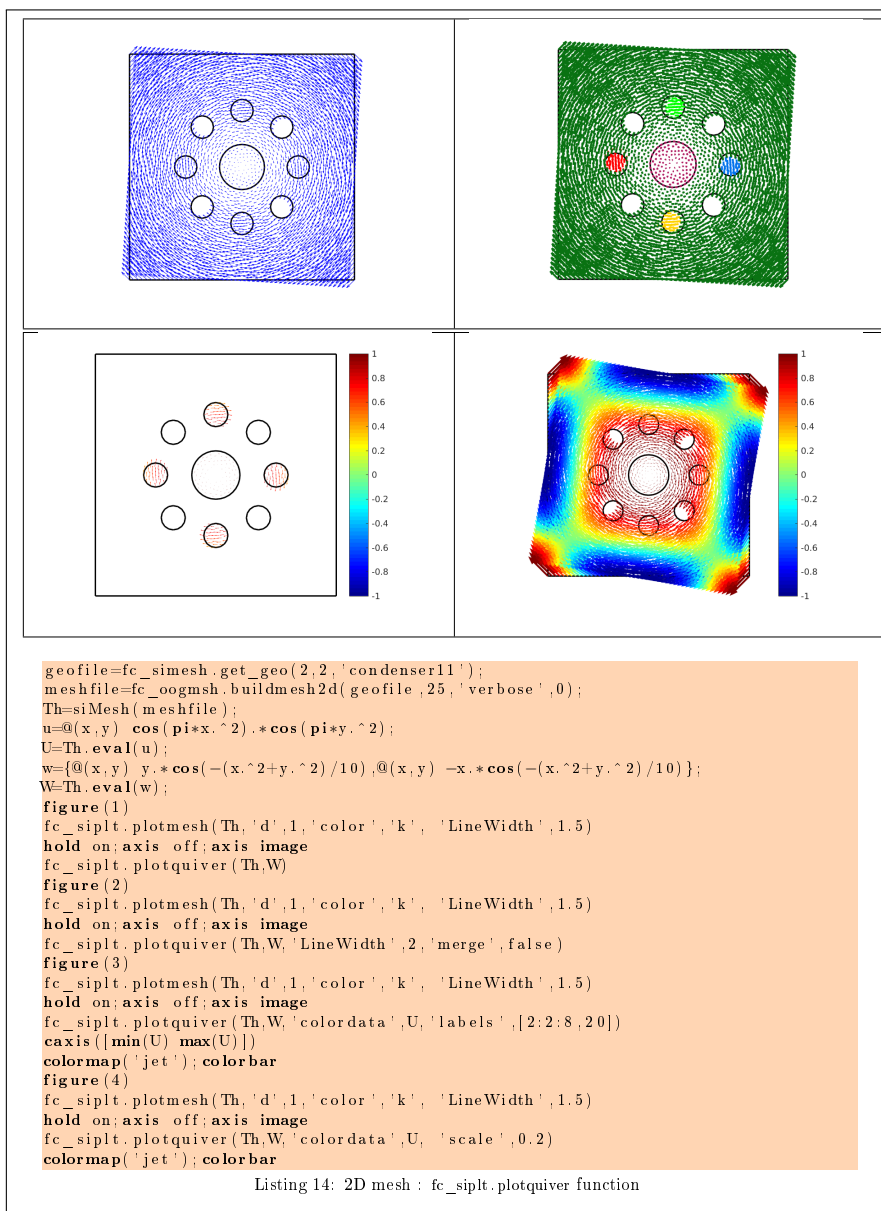 1
0.8
0.6
0.4
0.2
0
-0.2
-0.4
-0.6
-0.8
-1
1
0.8
0.6
0.4
0.2
0
-0.2
-0.4
-0.6
-0.8
-1
geofile=fc_simesh.get_geo(2,2,'condenser11');
meshfile=fc_oogmsh.buildmesh2d(geofile,25,'verbose',0);
Th=siMesh(meshfile);
u=@(x,y) cos(pi*x.^2).*cos(pi*y.^2);
U=Th.eval(u);
w={@(x,y) y.*cos(-(x.^2+y.^2)/10),@(x,y) -x.*cos(-(x.^2+y.^2)/10)};
W=Th.eval(w);
figure(1)
fc_siplt.plotmesh(Th,'d',1,'color','k', 'LineWidth',1.5)
hold on;axis off;axis image
fc_siplt.plotquiver(Th,W)
figure(2)
fc_siplt.plotmesh(Th,'d',1,'color','k', 'LineWidth',1.5)
hold on;axis off;axis image
fc_siplt.plotquiver(Th,W,'LineWidth',2,'merge',false)
figure(3)
fc_siplt.plotmesh(Th,'d',1,'color','k', 'LineWidth',1.5)
hold on;axis off;axis image
fc_siplt.plotquiver(Th,W,'colordata',U,'labels',[2:2:8,20])
caxis([min(U) max(U)])
colormap('jet');colorbar
figure(4)
fc_siplt.plotmesh(Th,'d',1,'color','k', 'LineWidth',1.5)
hold on;axis off;axis image
fc_siplt.plotquiver(Th,W,'colordata',U, 'scale',0.2)
colormap('jet');colorbar
Listing 14: 2D mesh : fc_siplt.plotquiver function